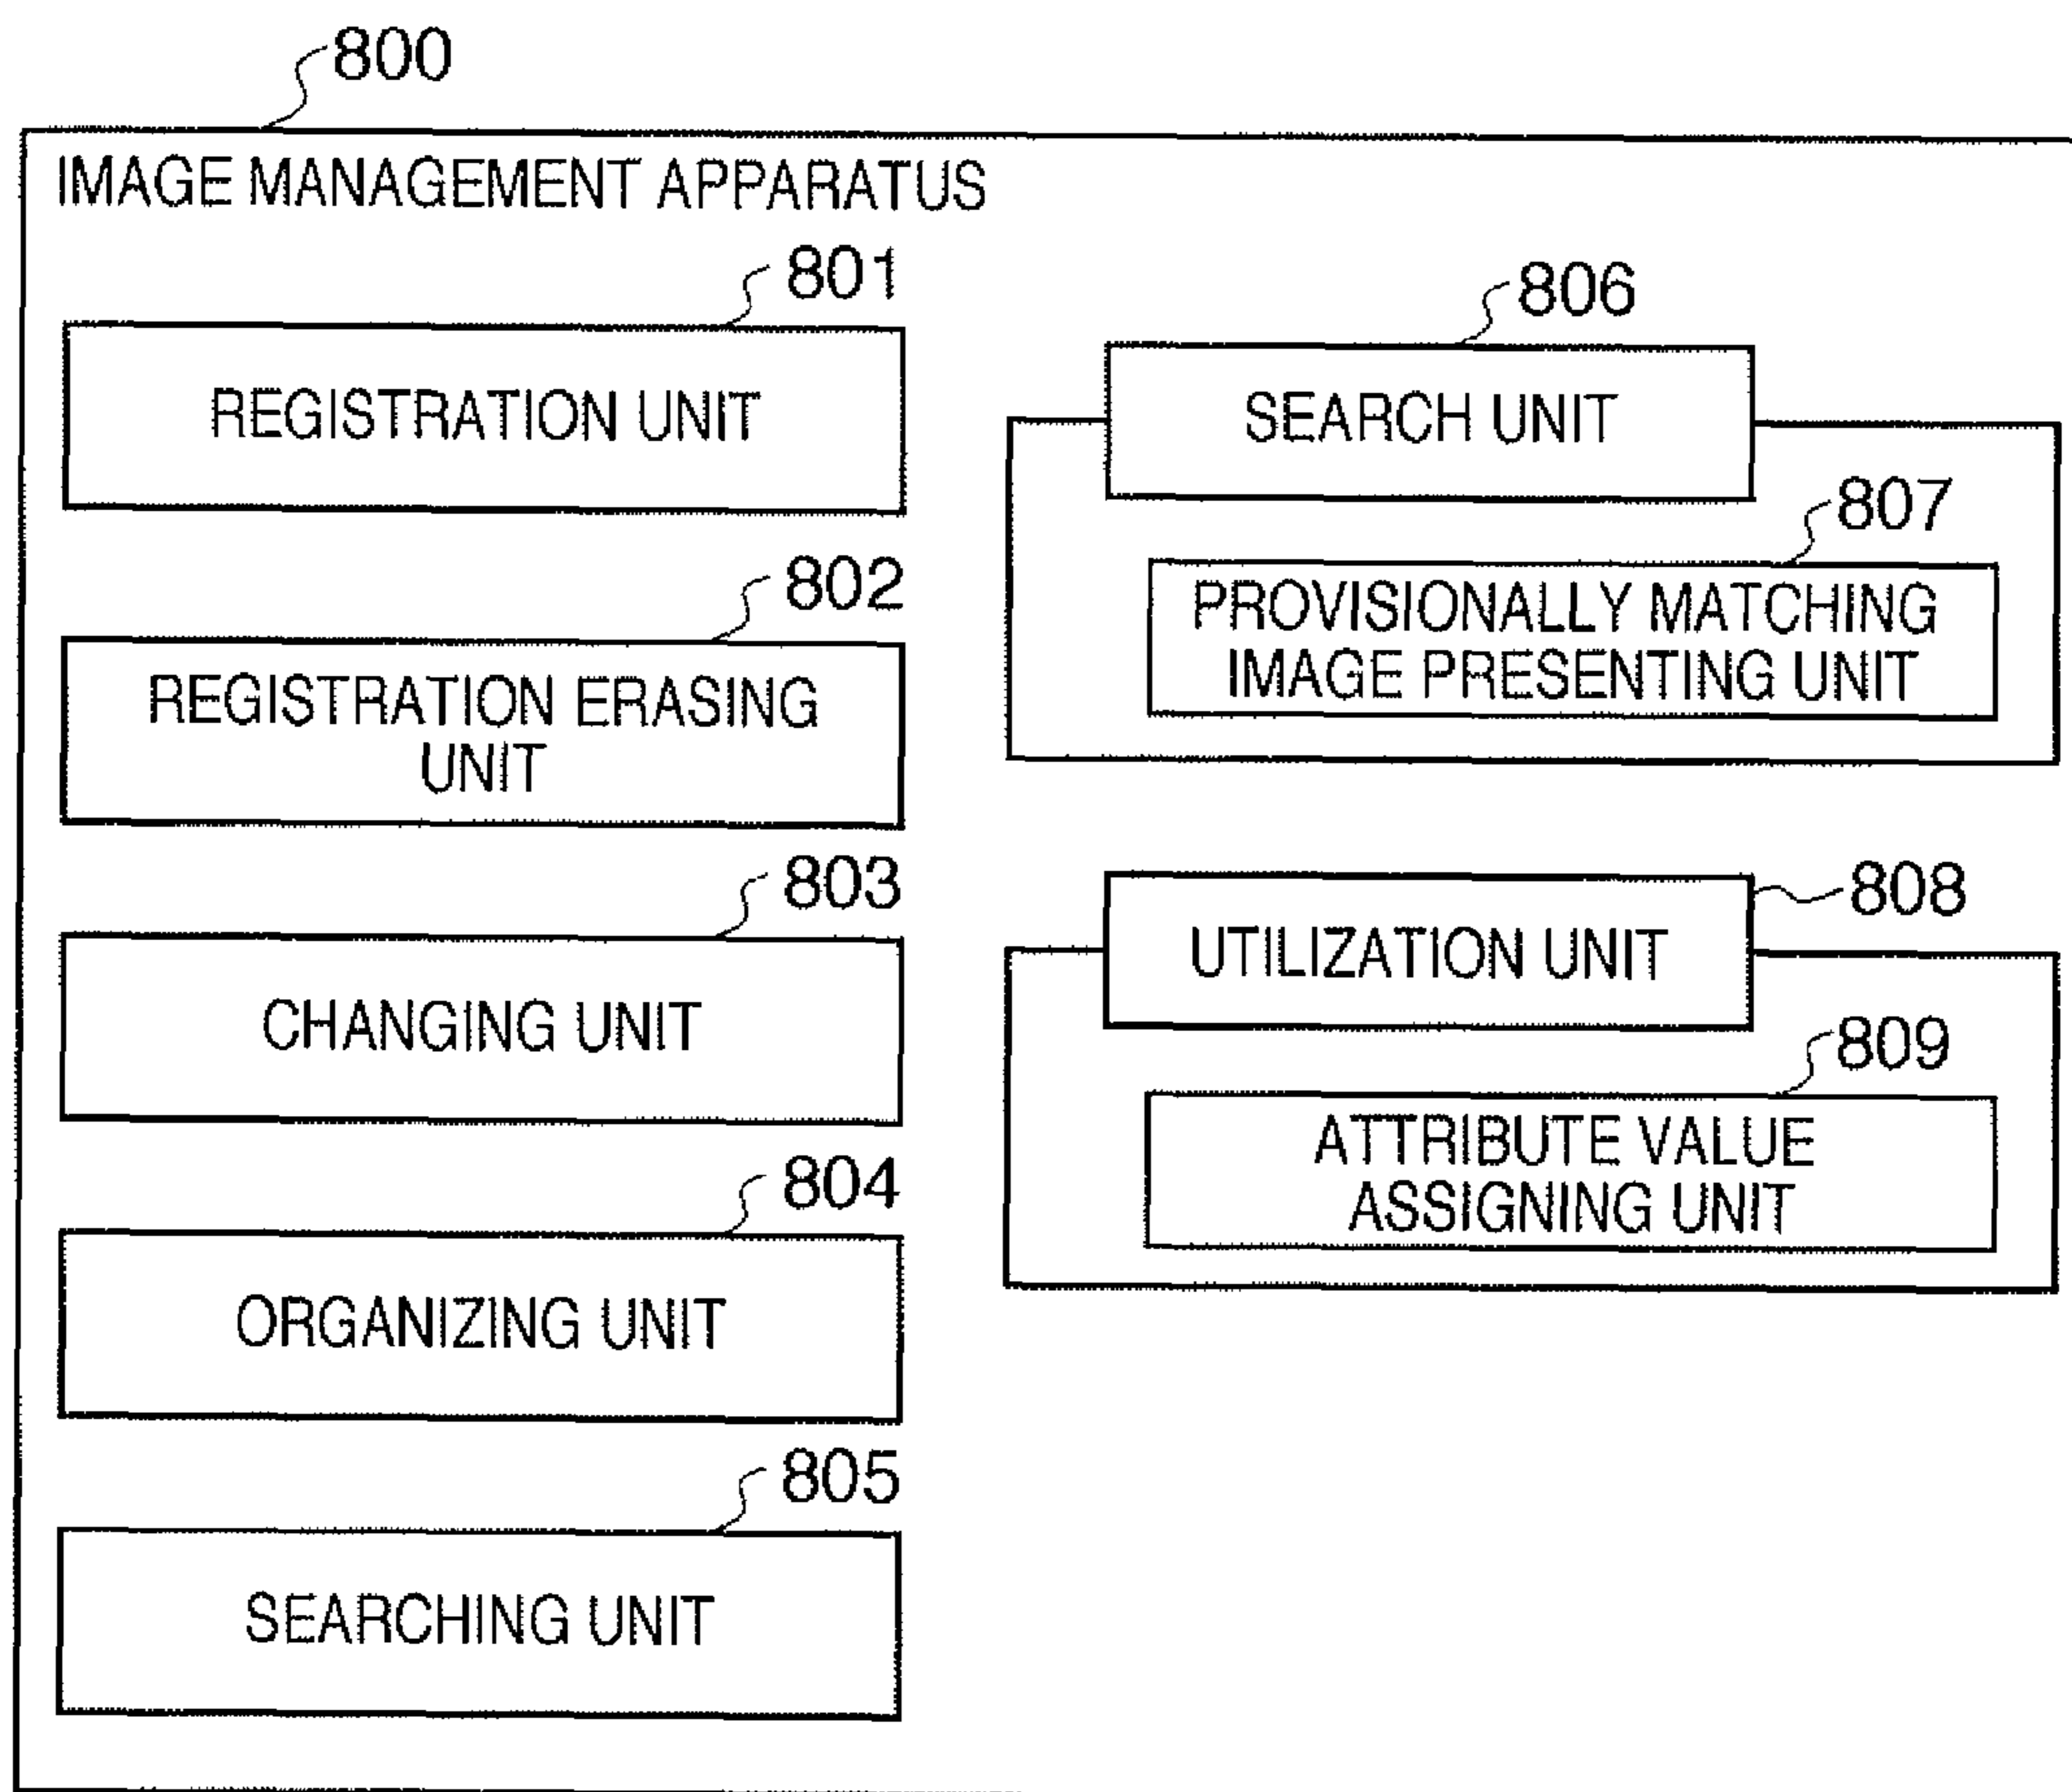 800
IMAGE MANAGEMENT APPARATUS
801
REGISTRATION UNIT
802
REGISTRATION ERASING
UNIT
803
CHANGING UNIT
804
ORGANIZING UNIT
805
SEARCHING UNIT
806
SEARCH UNIT
807
PROVISIONALLY MATCHING
IMAGE PRESENTING UNIT
808
UTILIZATION UNIT
809
ATTRIBUTE VALUE
ASSIGNING UNIT